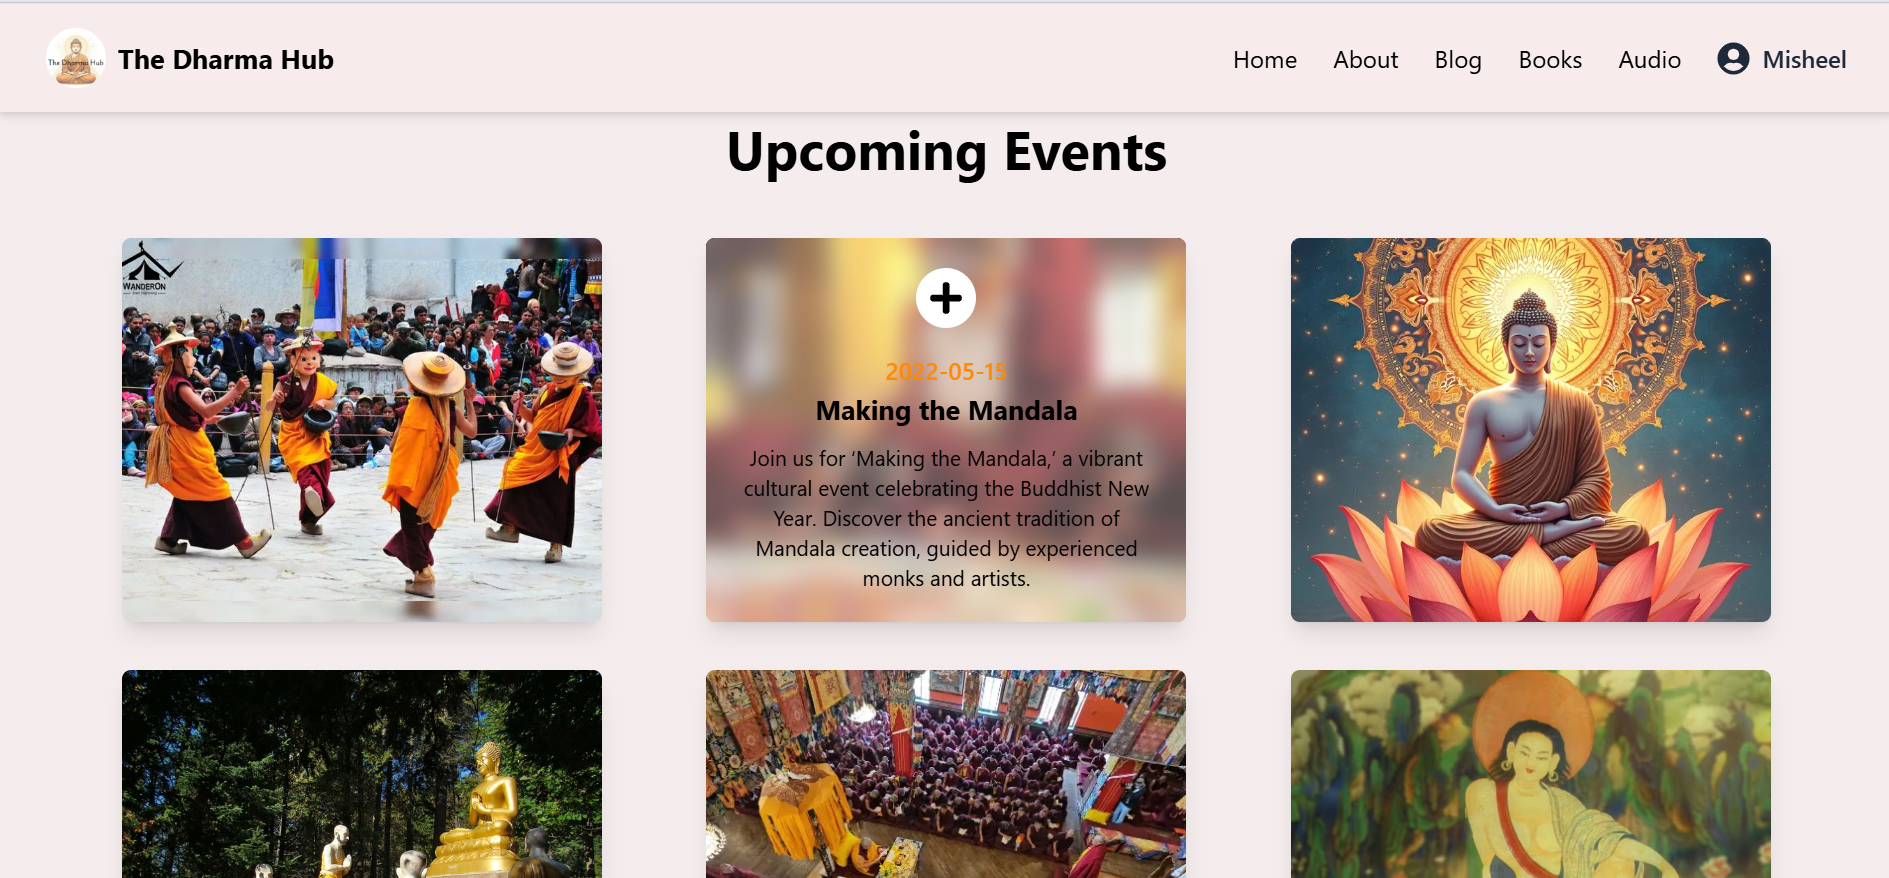 The Dharma Hub
The Dharma Hub
Home About Blog Books Audio Misheel
Upcoming Events
WANDERON
2022-05-15
Making the Mandala
Join us for ‘Making the Mandala,’ a vibrant
cultural event celebrating the Buddhist New
Year. Discover the ancient tradition of
Mandala creation, guided by experienced
monks and artists.